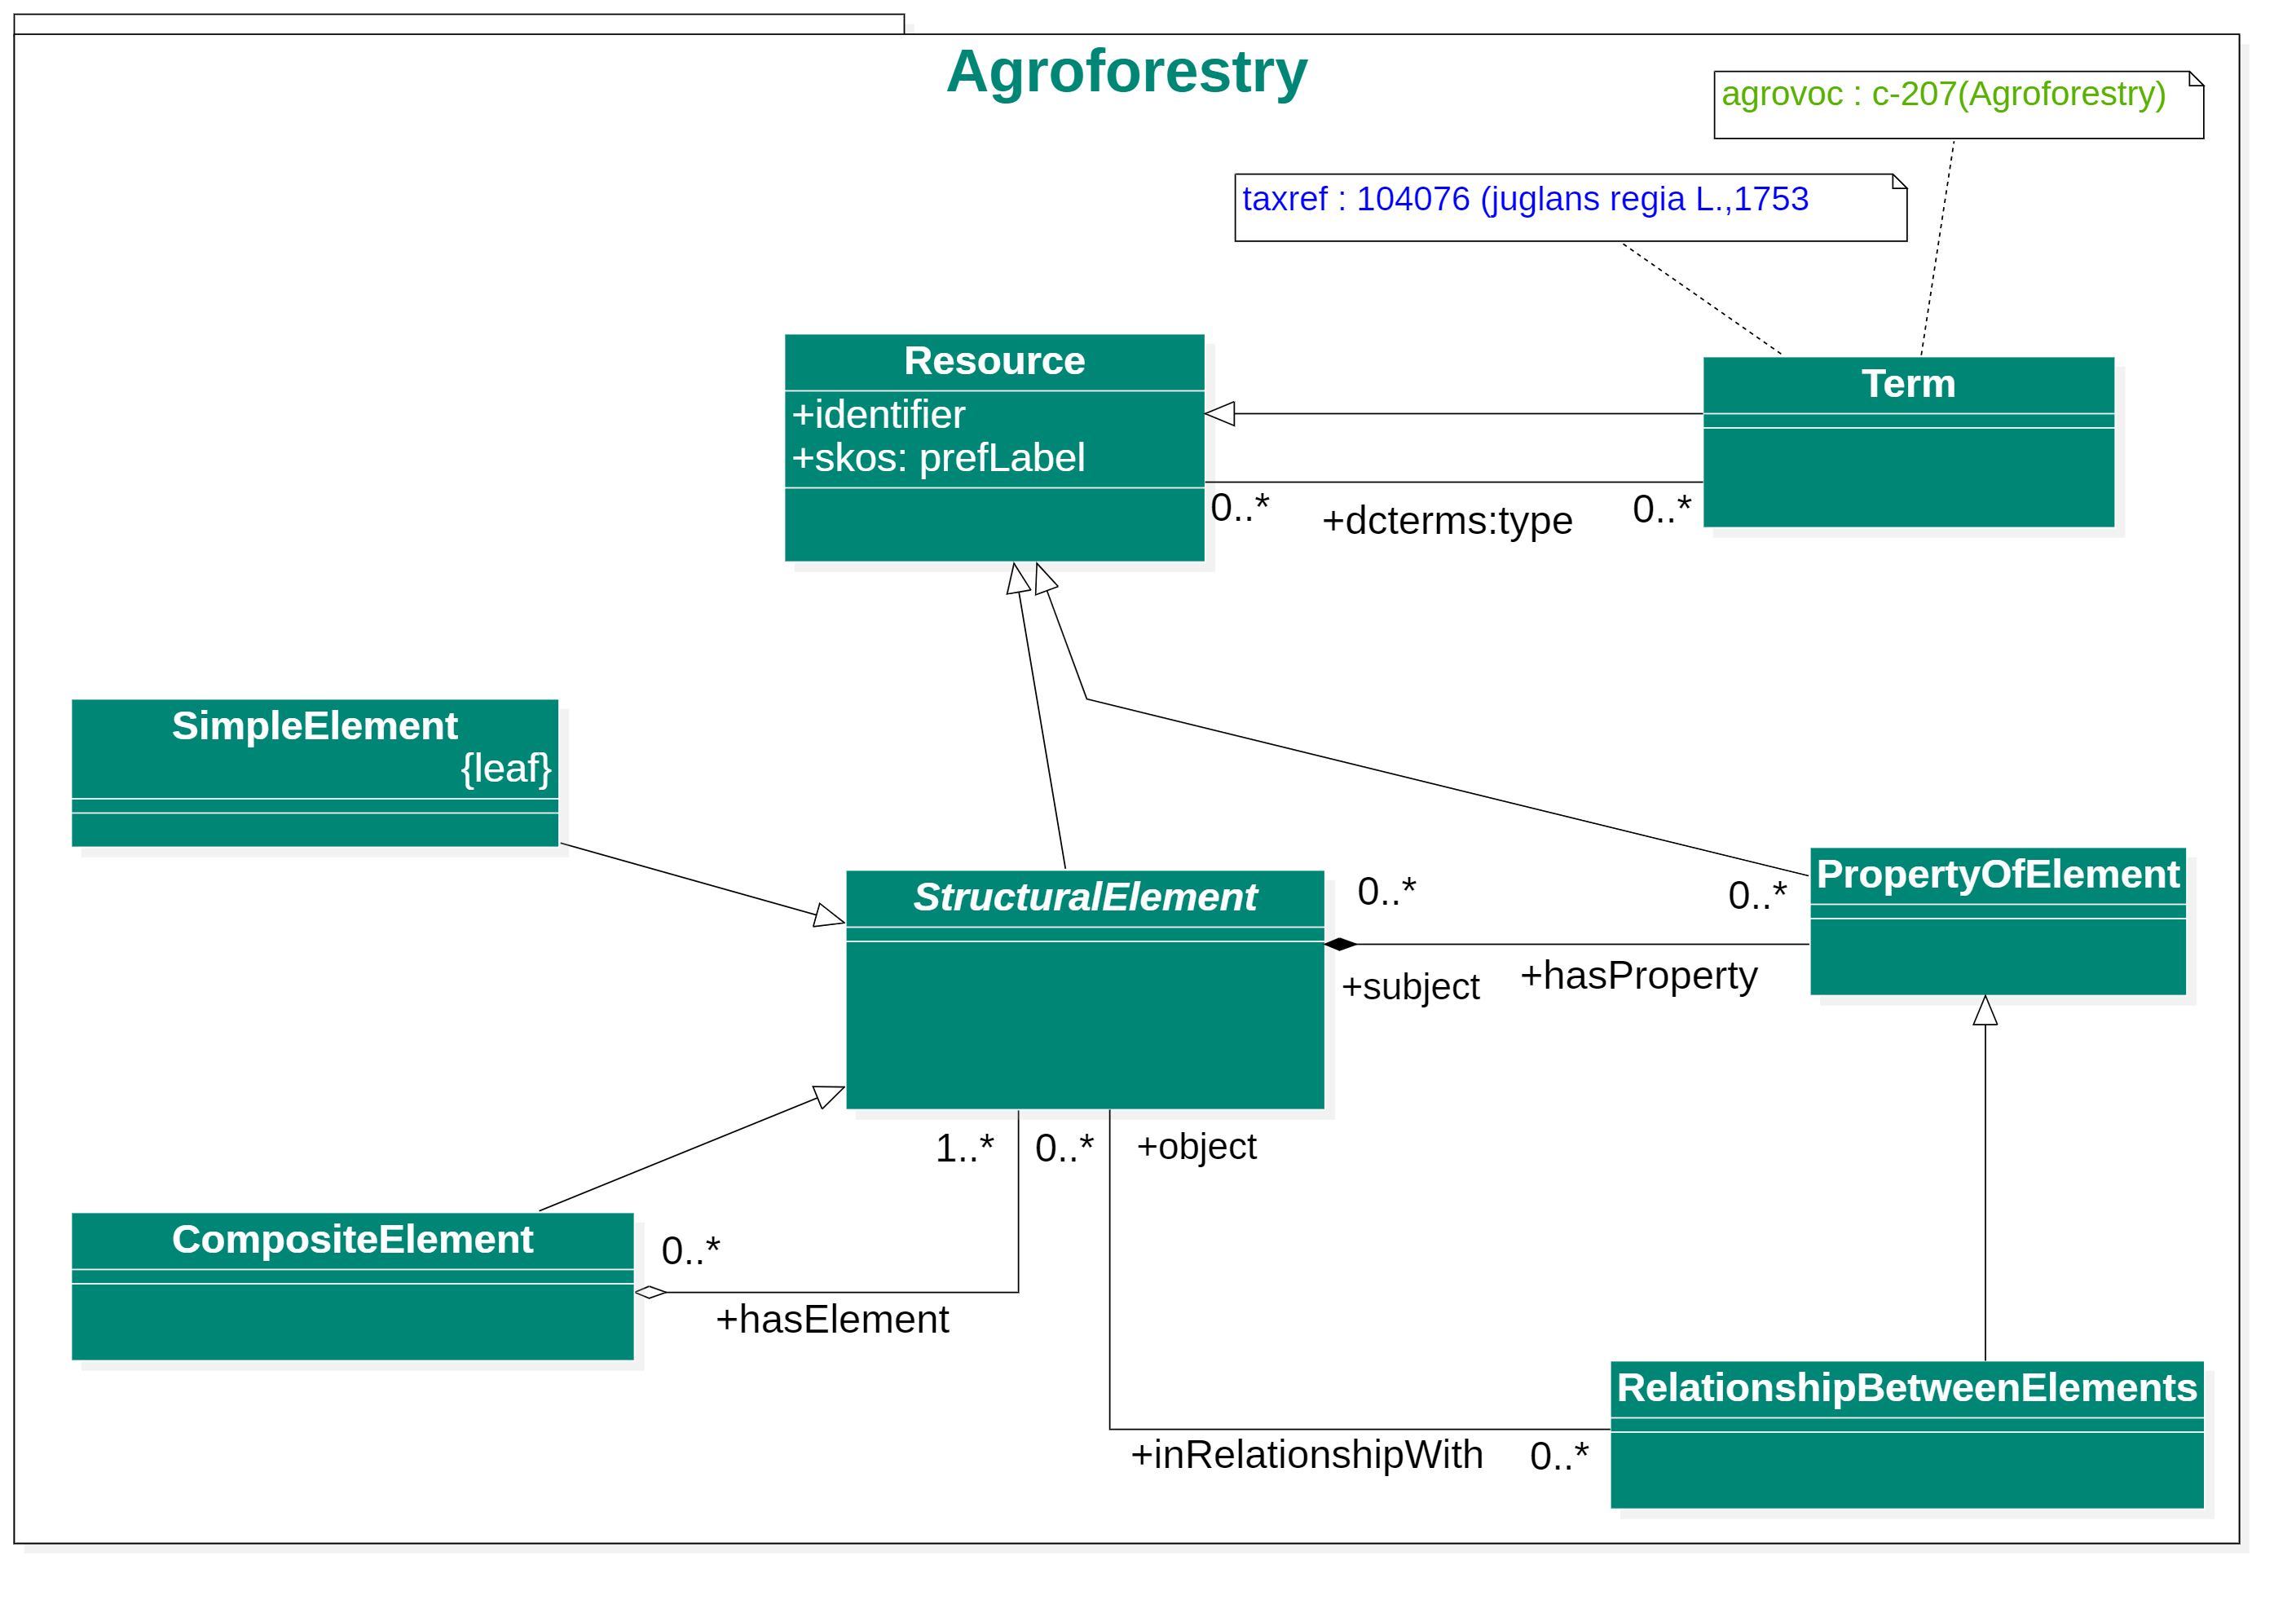 Agroforestry
agrovoc : c-207(Agroforestry)
taxref : 104076 (juglans regia L.,1753
Resource
+identifier
+skos: prefLabel
Term
0..*
+dcterms:type
0..*
SimpleElement
{leaf}
StructuralElement
0..*
0..*
PropertyOfElement
+subject
+hasProperty
1..*
0..*
+object
CompositeElement
0..*
+hasElement
RelationshipBetweenElements
+inRelationshipWith
0..*